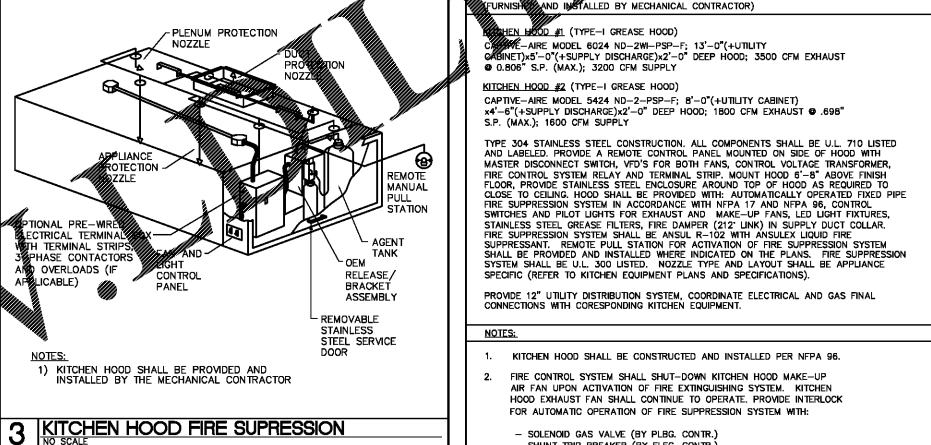 PLENUM PROTECTION
NOZZLE
DUCT
PROTECTION
NOZZLE
APPLIANCE
PROTECTION
NOZZLE
REMOTE
MANUAL
PULL
STATION
OPTIONAL PRE-WIRED
ELECTRICAL TERMINAL BOX
WITH TERMINAL STRIPS,
3-PHASE CONTACTORS
AND OVERLOADS (IF
APPLICABLE)
FAN AND
LIGHT
CONTROL
PANEL
AGENT
TANK
OEM
RELEASE/
BRACKET
ASSEMBLY
REMOVABLE
STAINLESS
STEEL SERVICE
DOOR
NOTES:
1) KITCHEN HOOD SHALL BE PROVIDED AND
INSTALLED BY THE MECHANICAL CONTRACTOR
3 KITCHEN HOOD FIRE SUPRESSION
NO SCALE
(FURNISHED AND INSTALLED BY MECHANICAL CONTRACTOR)
KITCHEN HOOD #1 (TYPE-I GREASE HOOD)
CAPTIVE-AIRE MODEL 6024 ND-2WI-PSP-F; 13'-0"(+UTILITY
CABINET)x5'-0"(+SUPPLY DISCHARGE)x2'-0" DEEP HOOD; 3500 CFM EXHAUST
@ 0.806" S.P. (MAX.); 3200 CFM SUPPLY
KITCHEN HOOD #2 (TYPE-I GREASE HOOD)
CAPTIVE-AIRE MODEL 5424 ND-2-PSP-F; 8'-0"(+UTILITY CABINET)
x4'-6"(+SUPPLY DISCHARGE)x2'-0" DEEP HOOD; 1800 CFM EXHAUST @ .698"
S.P. (MAX.); 1600 CFM SUPPLY
TYPE 304 STAINLESS STEEL CONSTRUCTION. ALL COMPONENTS SHALL BE U.L. 710 LISTED
AND LABELED. PROVIDE A REMOTE CONTROL PANEL MOUNTED ON SIDE OF HOOD WITH
MASTER DISCONNECT SWITCH, VFD'S FOR BOTH FANS, CONTROL VOLTAGE TRANSFORMER,
FIRE CONTROL SYSTEM RELAY AND TERMINAL STRIP. MOUNT HOOD 6'-8" ABOVE FINISH
FLOOR, PROVIDE STAINLESS STEEL ENCLOSURE AROUND TOP OF HOOD AS REQUIRED TO
CLOSE TO CEILING. HOOD SHALL BE PROVIDED WITH: AUTOMATICALLY OPERATED FIXED PIPE
FIRE SUPPRESSION SYSTEM IN ACCORDANCE WITH NFPA 17 AND NFPA 96, CONTROL
SWITCHES AND PILOT LIGHTS FOR EXHAUST AND MAKE-UP FANS, LED LIGHT FIXTURES,
STAINLESS STEEL GREASE FILTERS, FIRE DAMPER (212° LINK) IN SUPPLY DUCT COLLAR.
FIRE SUPPRESSION SYSTEM SHALL BE ANSUL R-102 WITH ANSULEX LIQUID FIRE
SUPPRESSANT. REMOTE PULL STATION FOR ACTIVATION OF FIRE SUPPRESSION SYSTEM
SHALL BE PROVIDED AND INSTALLED WHERE INDICATED ON THE PLANS. FIRE SUPPRESSION
SYSTEM SHALL BE U.L. 300 LISTED. NOZZLE TYPE AND LAYOUT SHALL BE APPLIANCE
SPECIFIC (REFER TO KITCHEN EQUIPMENT PLANS AND SPECIFICATIONS).
PROVIDE 12" UTILITY DISTRIBUTION SYSTEM, COORDINATE ELECTRICAL AND GAS FINAL
CONNECTIONS WITH CORESPONDING KITCHEN EQUIPMENT.
NOTES:
1. KITCHEN HOOD SHALL BE CONSTRUCTED AND INSTALLED PER NFPA 96.
2. FIRE CONTROL SYSTEM SHALL SHUT-DOWN KITCHEN HOOD MAKE-UP
AIR FAN UPON ACTIVATION OF FIRE EXTINGUISHING SYSTEM. KITCHEN
HOOD EXHAUST FAN SHALL CONTINUE TO OPERATE. PROVIDE INTERLOCK
FOR AUTOMATIC OPERATION OF FIRE SUPPRESSION SYSTEM WITH:
- SOLENOID GAS VALVE (BY PLBG. CONTR.)
- SHUNT TRIP BREAKER (BY ELEC. CONTR.)